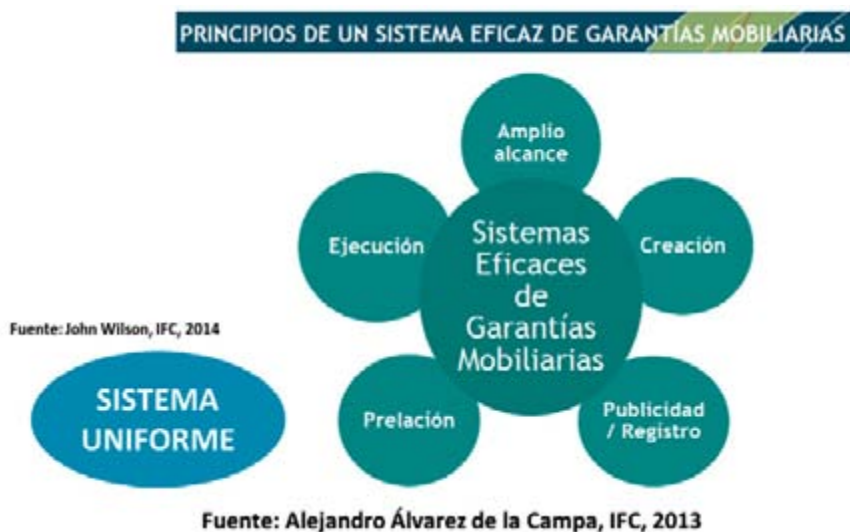 PRINCIPIOS DE UN SISTEMA EFICAZ DE GARANTÍAS MOBILIARIAS
Amplio
alcance
Ejecución
Sistemas
Eficaces
de
Garantías
Mobiliarias
Creación
Fuente: John Wilson, IFC, 2014
SISTEMA
UNIFORME
Prelación
Publicidad
/ Registro
Fuente: Alejandro Álvarez de la Campa, IFC, 2013